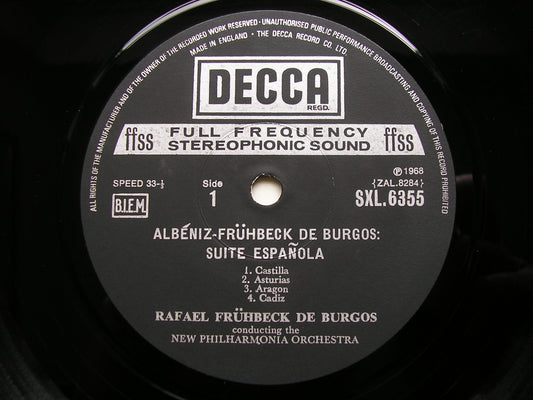 ALL RIGHTS OF THE MANUFACTURER AND OF THE OWNER OF THE RECORDED WORK RESERVED · UNAUTHORISED PUBLIC PERFORMANCE BROADCASTING AND COPYING OF THIS RECORD PROHIBITED
MADE IN ENGLAND · THE DECCA RECORD CO. LTD.
DECCA
REGD.
ffss FULL FREQUENCY ffss
STEREOPHONIC SOUND
℗ 1968
SPEED 33-⅓ Side {ZAL.8284}
B.I.E.M. 1 SXL.6355
ALBÉNIZ-FRÜHBECK DE BURGOS:
SUITE ESPAÑOLA
1. Castilla
2. Asturias
3. Aragon
4. Cadiz
RAFAEL FRÜHBECK DE BURGOS
conducting the
NEW PHILHARMONIA ORCHESTRA